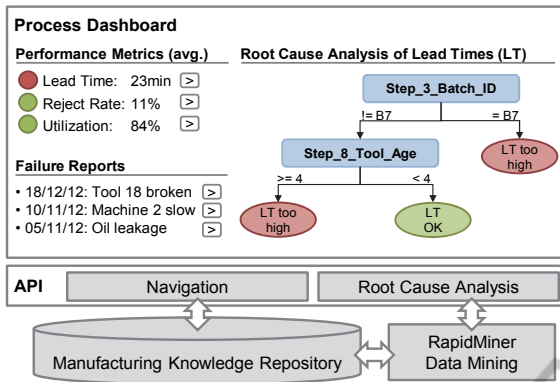 Process Dashboard
Performance Metrics (avg.)
Lead Time: 23min >
Reject Rate: 11% >
Utilization: 84% >
Failure Reports
• 18/12/12: Tool 18 broken >
• 10/11/12: Machine 2 slow >
• 05/11/12: Oil leakage >
Root Cause Analysis of Lead Times (LT)
Step_3_Batch_ID
!= B7
= B7
Step_8_Tool_Age
LT too
high
>= 4
< 4
LT too
high
LT
OK
API
Navigation
Root Cause Analysis
Manufacturing Knowledge Repository
RapidMiner
Data Mining